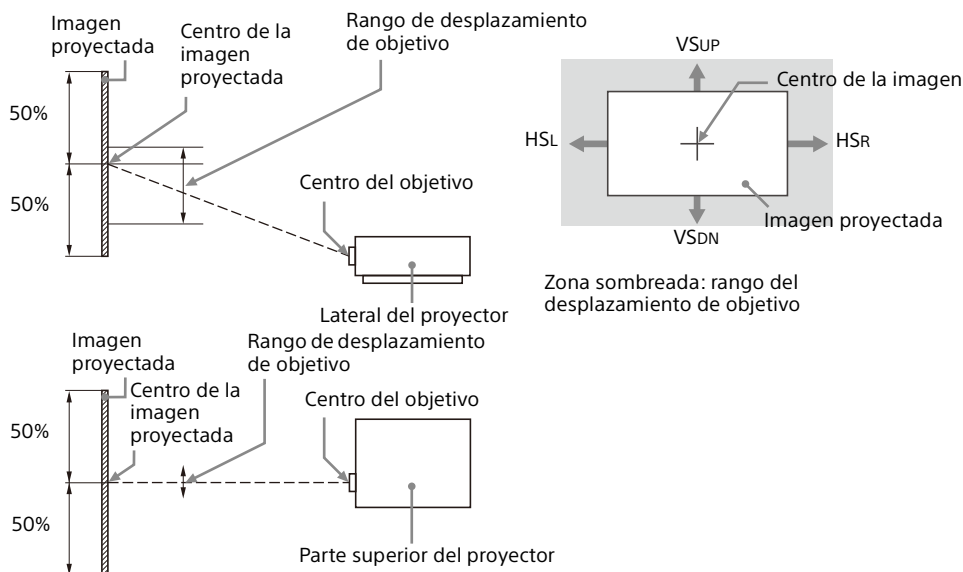 Imagen
proyectada
Centro de la
imagen
proyectada
Rango de desplazamiento
de objetivo
50%
50%
Centro del objetivo
Lateral del proyector
VSUP
Centro de la imagen
HSL
HSR
Imagen proyectada
VSDN
Zona sombreada: rango del
desplazamiento de objetivo
Imagen
proyectada
Centro de la
imagen
proyectada
Rango de desplazamiento
de objetivo
Centro del objetivo
50%
50%
Parte superior del proyector